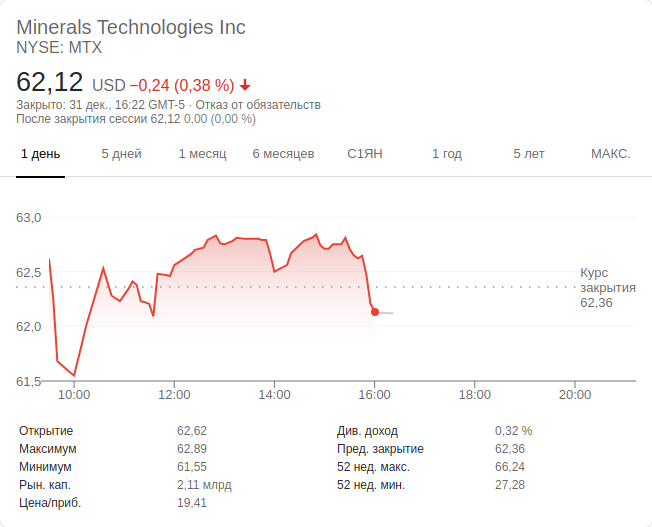 Minerals Technologies Inc
NYSE: MTX
62,12 USD −0,24 (0,38 %)
Закрыто: 31 дек., 16:22 GMT-5 · Отказ от обязательств
После закрытия сессии 62,12 0,00 (0,00 %)
1 день 5 дней 1 месяц 6 месяцев С1ЯН 1 год 5 лет МАКС.
63,0
62,5
62,0
61,5
Курс
закрытия
62,36
10:00 12:00 14:00 16:00 18:00 20:00
Открытие 62,62 Див. доход 0,32 %
Максимум 62,89 Пред. закрытие 62,36
Минимум 61,55 52 нед. макс. 66,24
Рын. кап. 2,11 млрд 52 нед. мин. 27,28
Цена/приб. 19,41